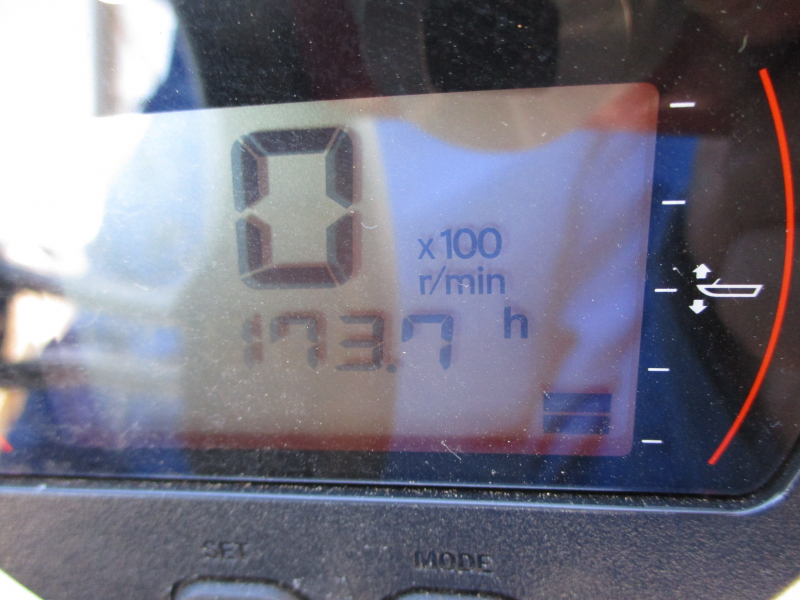 0 x100
r/min
173.7 h
SET MODE